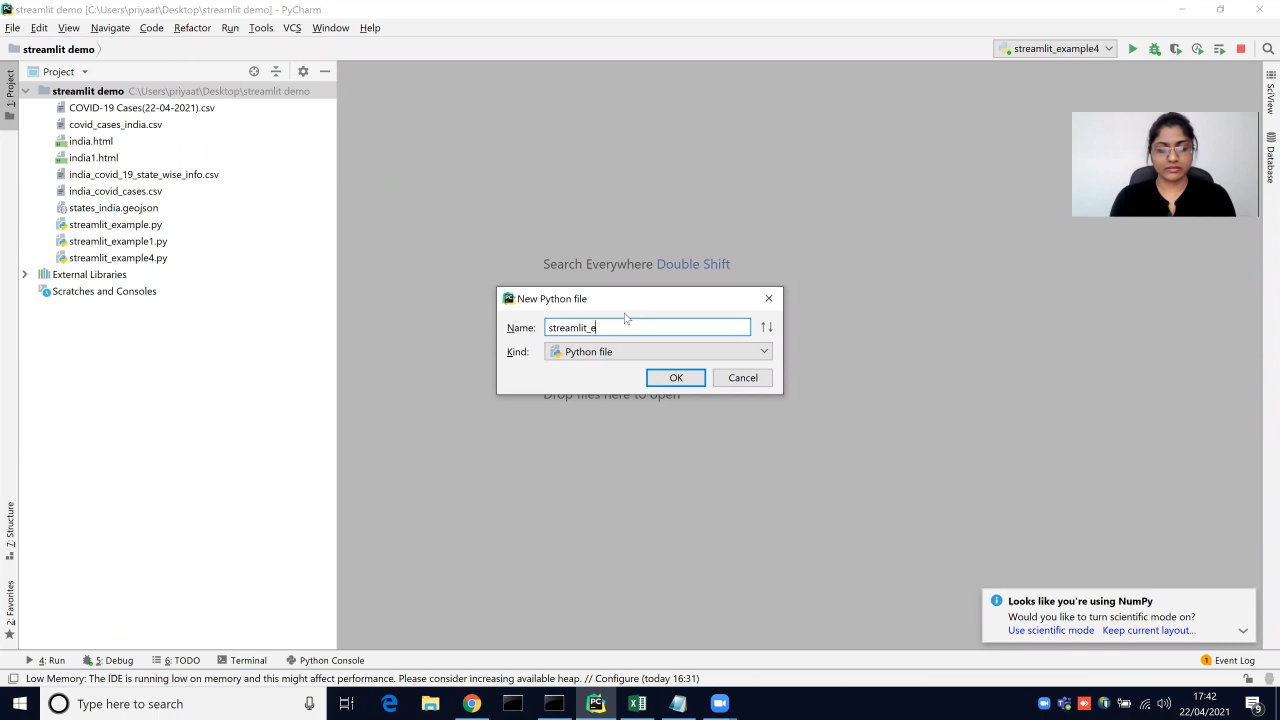 streamlit demo [C:\Users\priyaat\Desktop\streamlit demo] - PyCharm
File Edit View Navigate Code Refactor Run Tools VCS Window Help
streamlit demo
streamlit_example4
1: Project
Project
streamlit demo C:\Users\priyaat\Desktop\streamlit demo
COVID-19 Cases(22-04-2021).csv
covid_cases_india.csv
india.html
india1.html
india_covid_19_state_wise_info.csv
india_covid_cases.csv
states_india.geojson
streamlit_example.py
streamlit_example1.py
streamlit_example4.py
External Libraries
Scratches and Consoles
SciView
Database
Search Everywhere Double Shift
New Python file
Name: streamlit_e
Kind: Python file
OK Cancel
Drop files here to open
7: Structure
2: Favorites
Looks like you're using NumPy
Would you like to turn scientific mode on?
Use scientific mode Keep current layout...
4: Run 5: Debug 6: TODO Terminal Python Console
1 Event Log
Low Memory: The IDE is running low on memory and this might affect performance. Please consider increasing available heap. // Configure (today 16:31)
Type here to search
17:42
22/04/2021
9